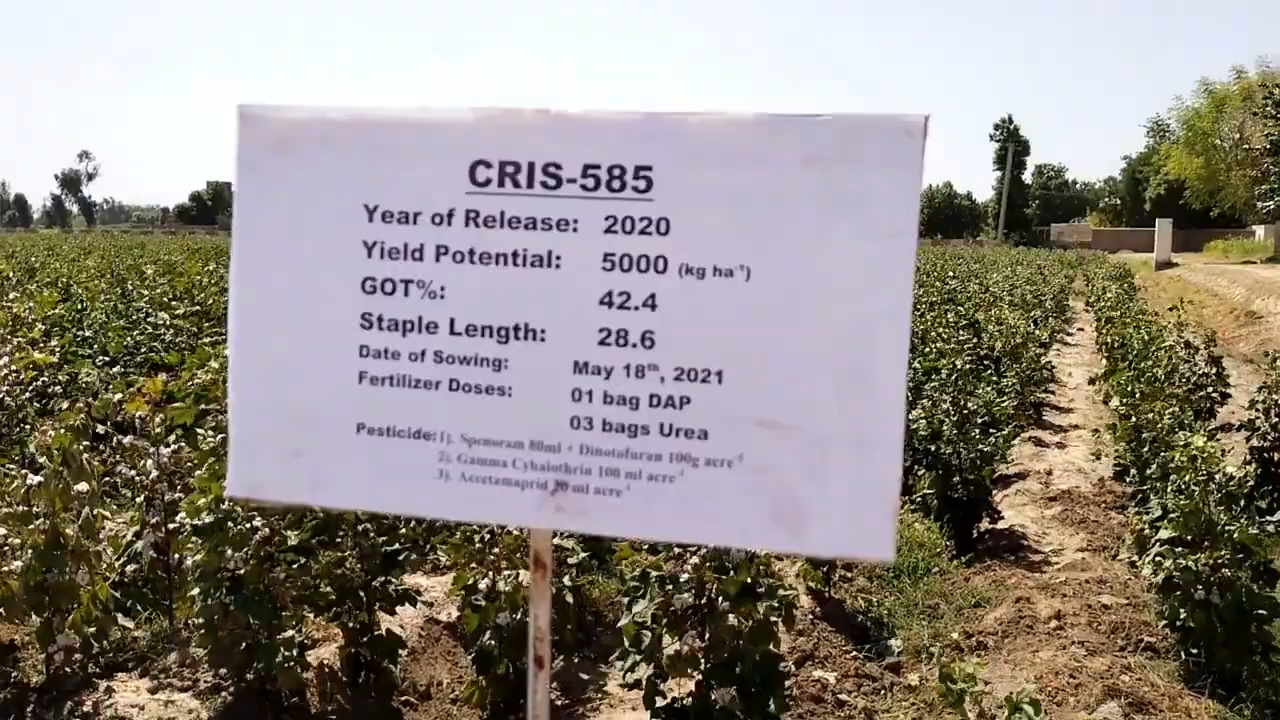 CRIS-585
Year of Release: 2020
Yield Potential: 5000 (kg ha⁻¹)
GOT%: 42.4
Staple Length: 28.6
Date of Sowing: May 18th, 2021
Fertilizer Doses: 01 bag DAP
03 bags Urea
Pesticide: 1). Spenoram 80ml + Dinotofuran 100g acre⁻¹
2). Gamma Cyhalothrin 100 ml acre⁻¹
3). Accetamaprid ml acre⁻¹